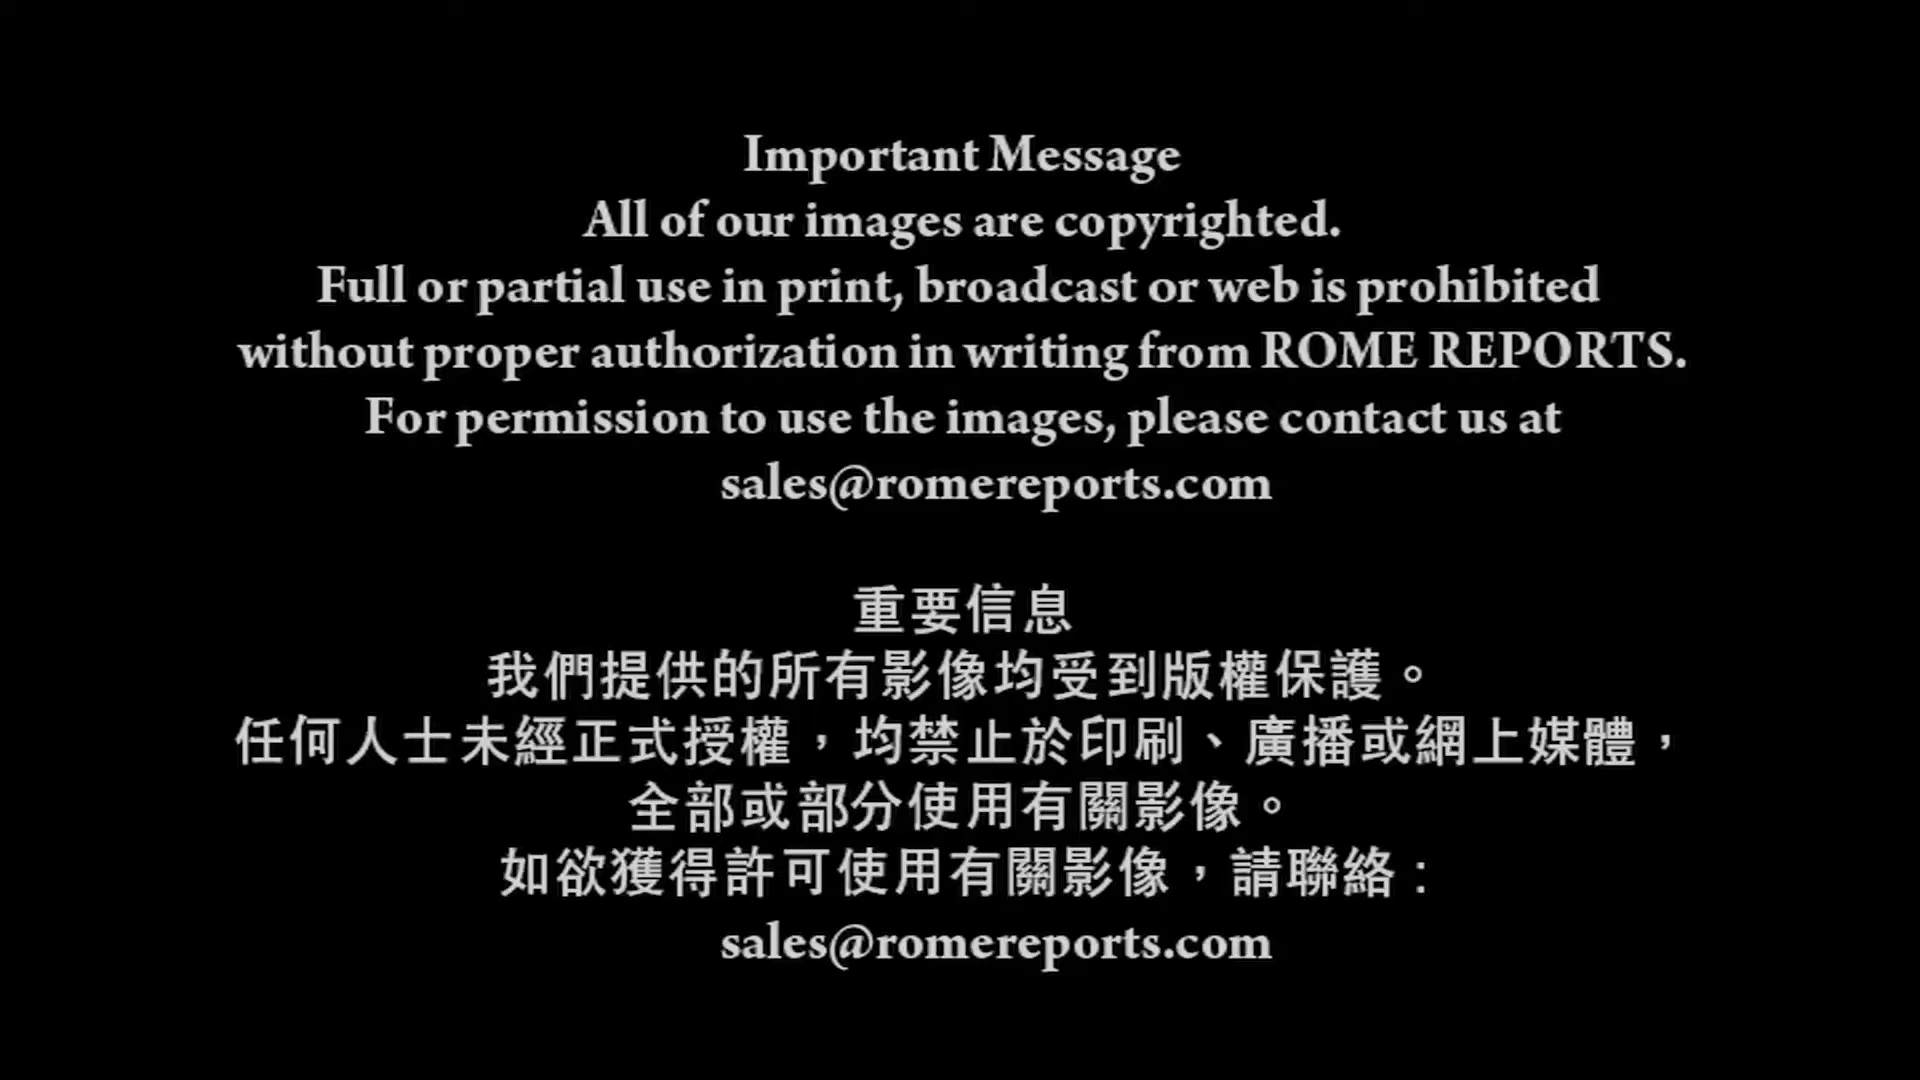 Important Message
All of our images are copyrighted.
Full or partial use in print, broadcast or web is prohibited
without proper authorization in writing from ROME REPORTS.
For permission to use the images, please contact us at
sales@romereports.com
重要信息
我們提供的所有影像均受到版權保護。
任何人士未經正式授權，均禁止於印刷、廣播或網上媒體，
全部或部分使用有關影像。
如欲獲得許可使用有關影像，請聯絡：
sales@romereports.com